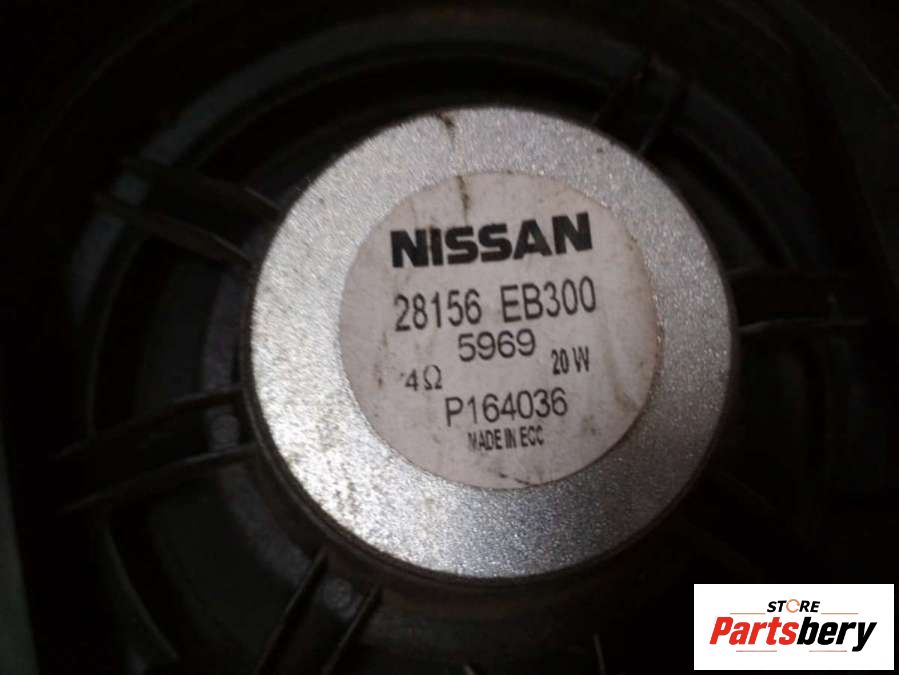 NISSAN
28156 EB300
5969
4Ω 20 W
P164036
MADE IN ECC
STORE
Partsbery